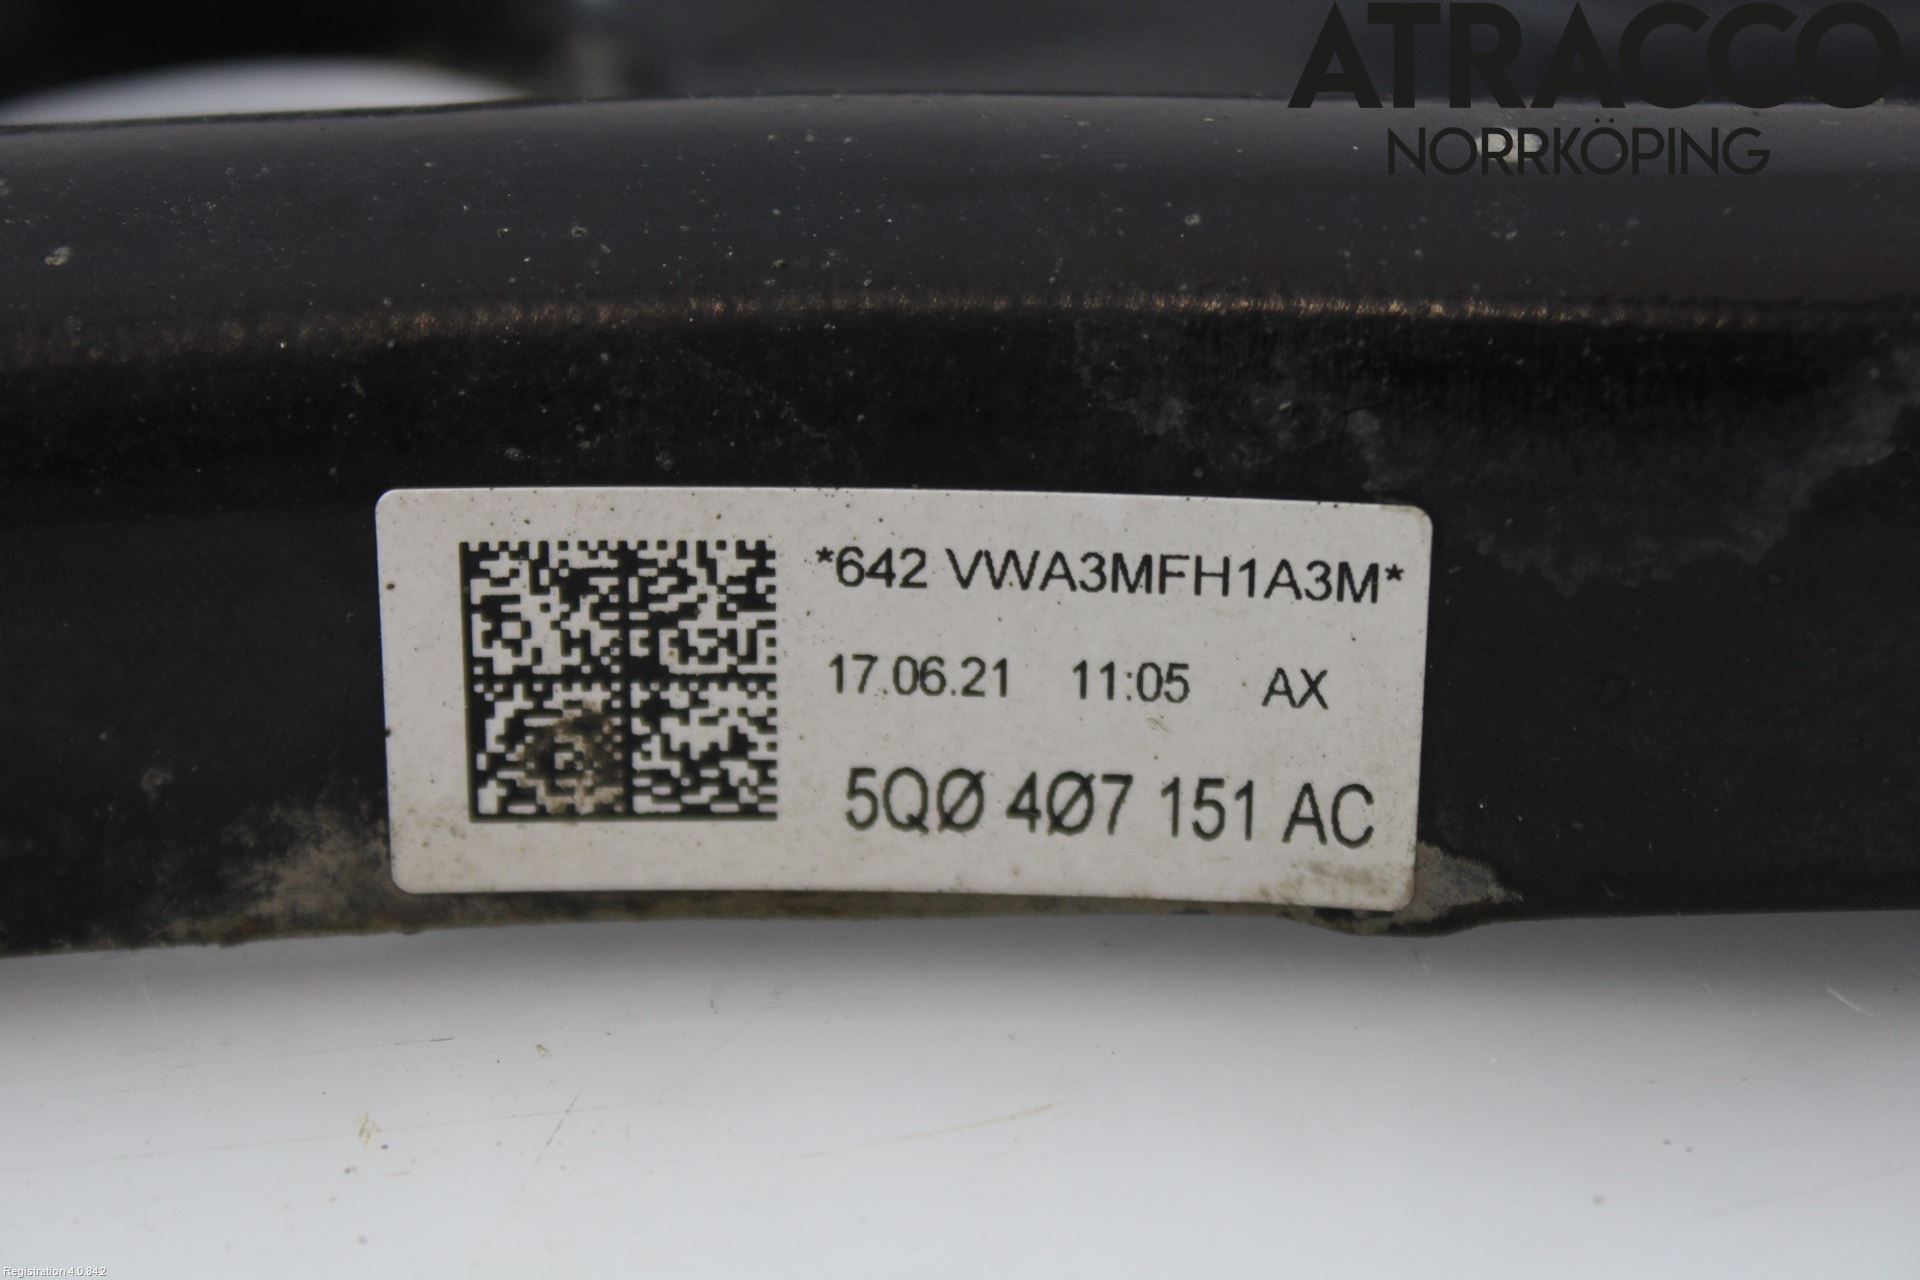 ATRACCO
NORRKÖPING
*642 VWA3MFH1A3M*
17.06.21 11:05 AX
5QØ 4Ø7 151 AC
Registration 4.0.842